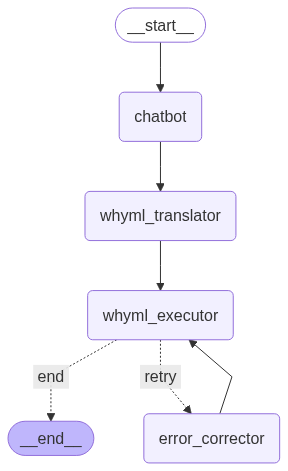 __start__
chatbot
whyml_translator
whyml_executor
end
retry
__end__
error_corrector